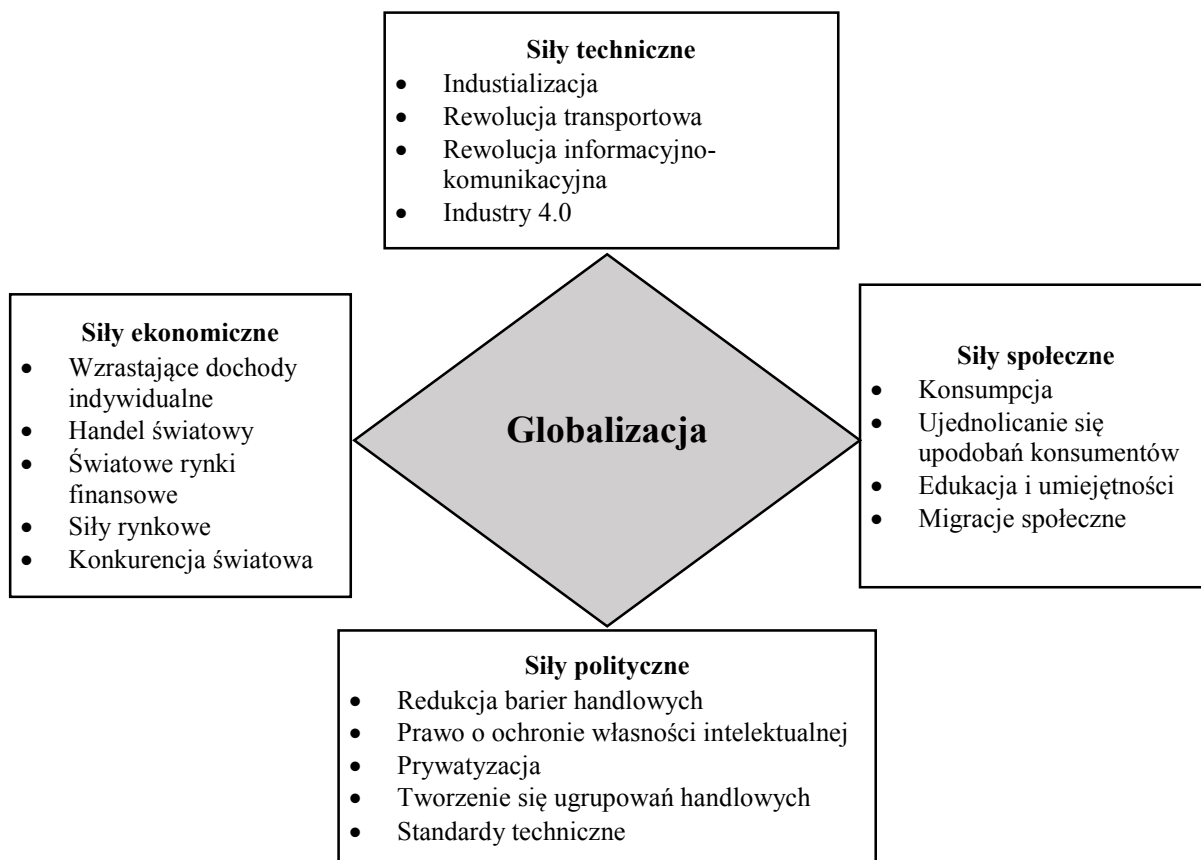 Siły techniczne
• Industializacja
• Rewolucja transportowa
• Rewolucja informacyjno-
komunikacyjna
• Industry 4.0
Siły ekonomiczne
• Wzrastające dochody
indywidualne
• Handel światowy
• Światowe rynki
finansowe
• Siły rynkowe
• Konkurencja światowa
Globalizacja
Siły społeczne
• Konsumpcja
• Ujednolicanie się
upodobań konsumentów
• Edukacja i umiejętności
• Migracje społeczne
Siły polityczne
• Redukcja barier handlowych
• Prawo o ochronie własności intelektualnej
• Prywatyzacja
• Tworzenie się ugrupowań handlowych
• Standardy techniczne